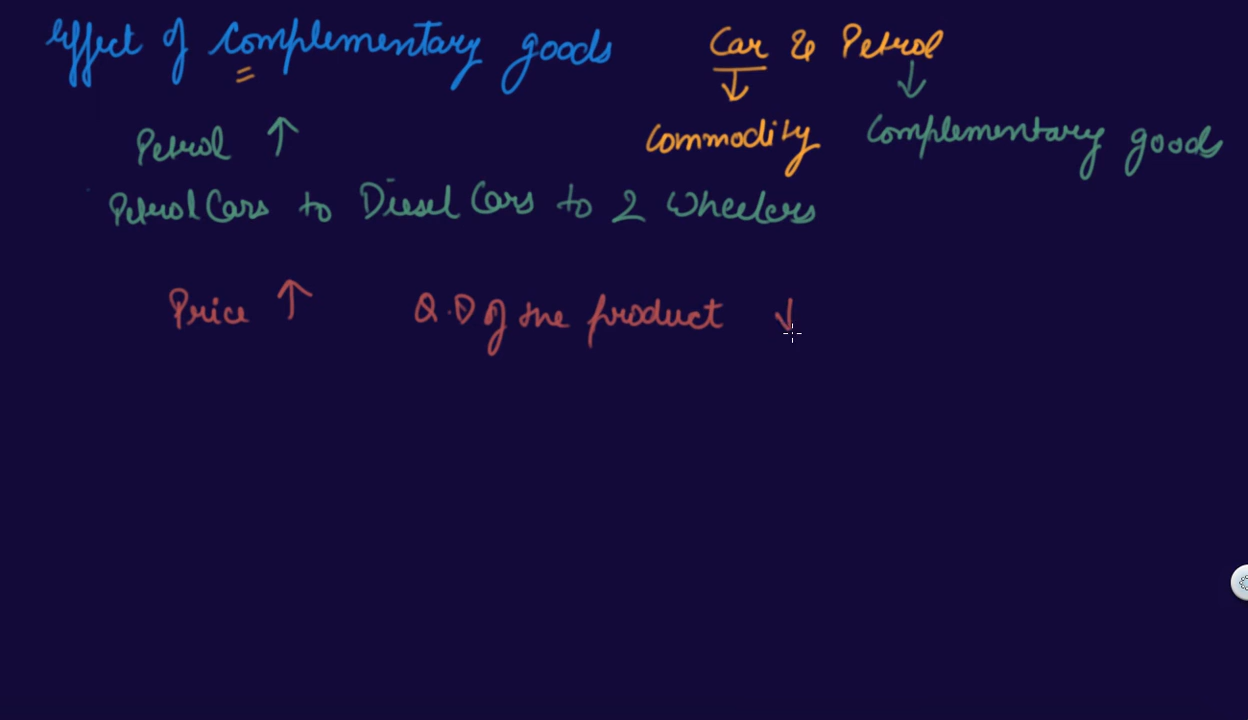 Effect of Complementary goods Car & Petrol
Commodity Complementary goods
Petrol ↑
Petrol Cars to Diesel Cars to 2 Wheelers
Price ↑ Q.D of the product ↓